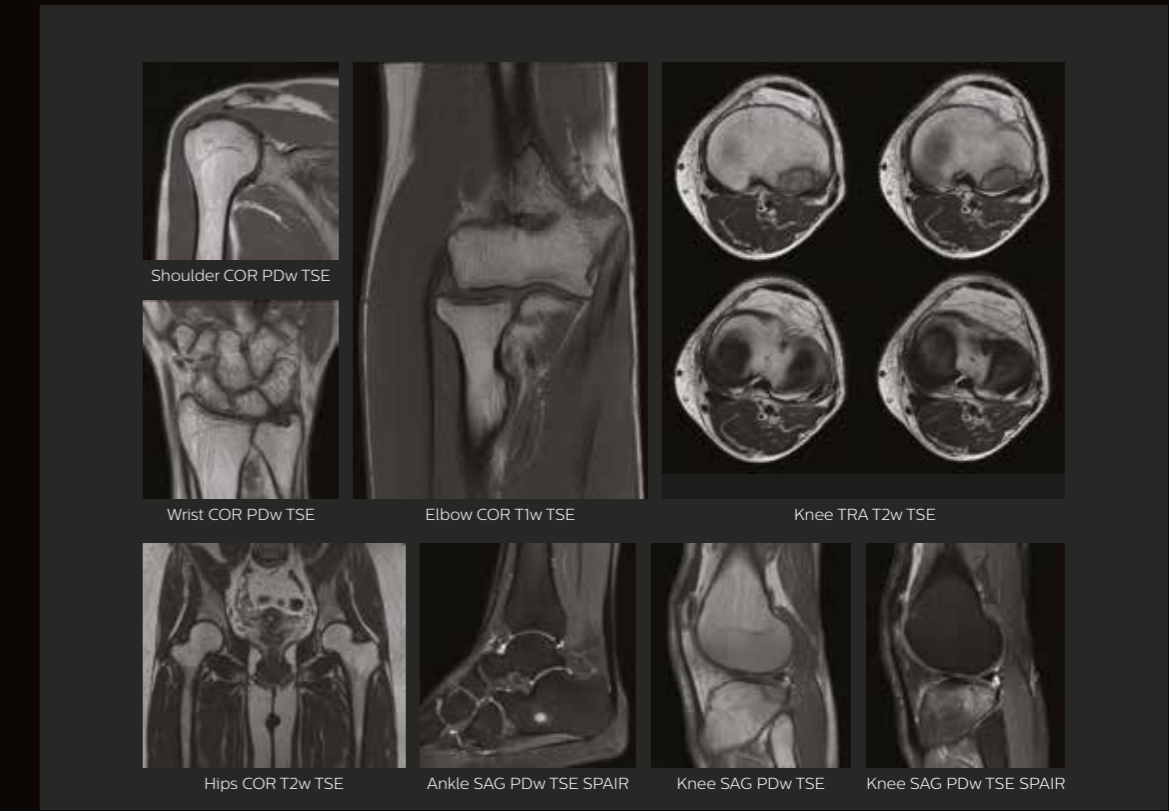 Shoulder COR PDw TSE
Wrist COR PDw TSE
Elbow COR T1w TSE
Knee TRA T2w TSE
Hips COR T2w TSE
Ankle SAG PDw TSE SPAIR
Knee SAG PDw TSE
Knee SAG PDw TSE SPAIR